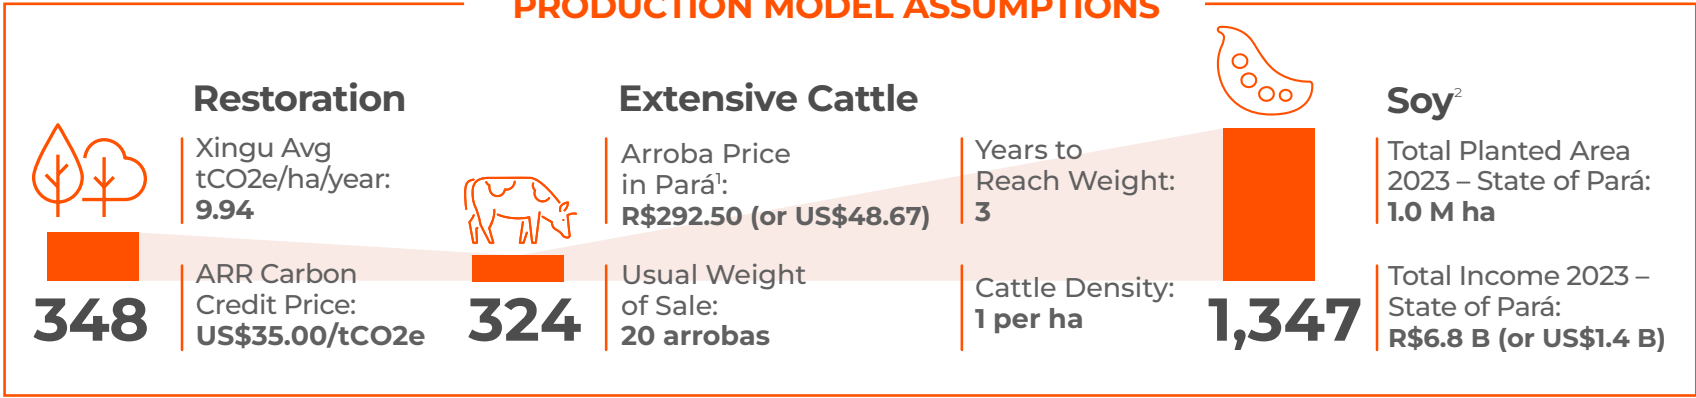 PRODUCTION MODEL ASSUMPTIONS
Restoration
Xingu Avg
tCO2e/ha/year:
9.94
ARR Carbon
Credit Price:
US$35.00/tCO2e
348
Extensive Cattle
Arroba Price
in Pará¹:
R$292.50 (or US$48.67)
Usual Weight
of Sale:
20 arrobas
Years to
Reach Weight:
3
Cattle Density:
1 per ha
324
Soy²
Total Planted Area
2023 – State of Pará:
1.0 M ha
Total Income 2023 –
State of Pará:
R$6.8 B (or US$1.4 B)
1,347